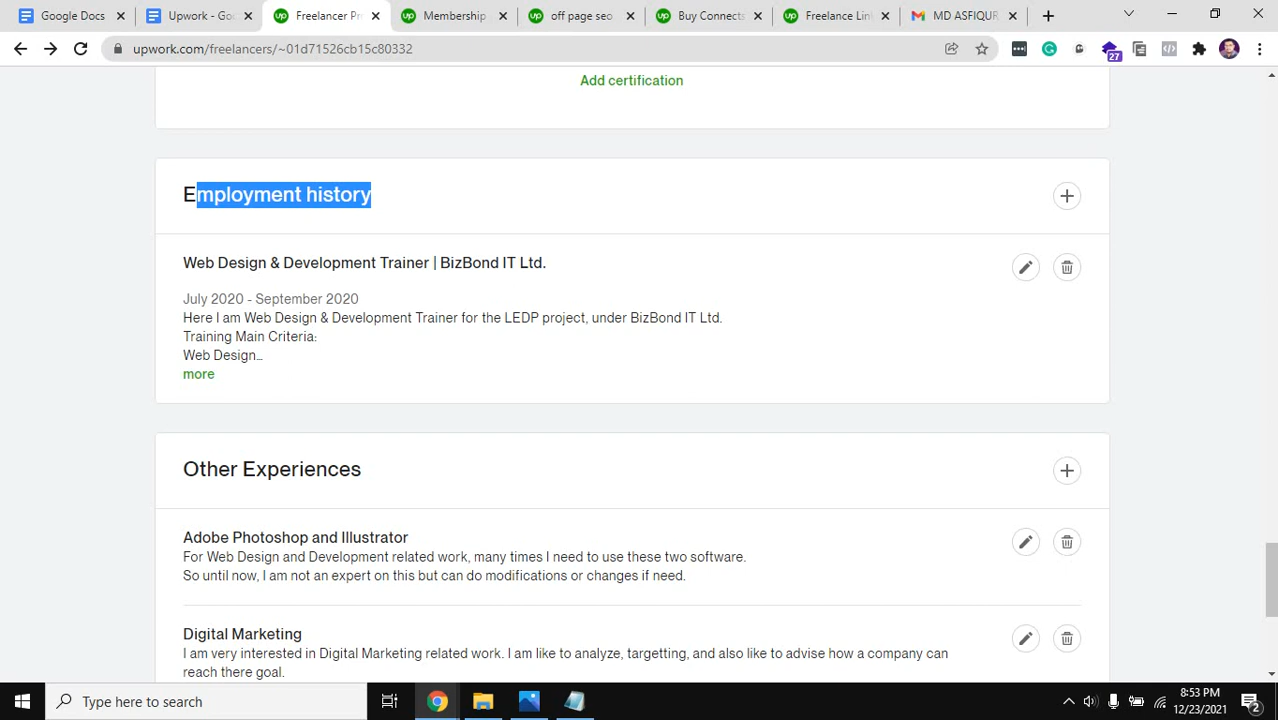 Google Docs
Upwork - Goo
Freelancer Pr
Membership
off page seo
Buy Connects
Freelance Lin
MD ASFIQUR
upwork.com/freelancers/~01d71526cb15c80332
27
Add certification
Employment history
Web Design & Development Trainer | BizBond IT Ltd.
July 2020 - September 2020
Here I am Web Design & Development Trainer for the LEDP project, under BizBond IT Ltd.
Training Main Criteria:
Web Design...
more
Other Experiences
Adobe Photoshop and Illustrator
For Web Design and Development related work, many times I need to use these two software.
So until now, I am not an expert on this but can do modifications or changes if need.
Digital Marketing
I am very interested in Digital Marketing related work. I am like to analyze, targetting, and also like to advise how a company can
reach there goal.
Type here to search
8:53 PM
12/23/2021
2